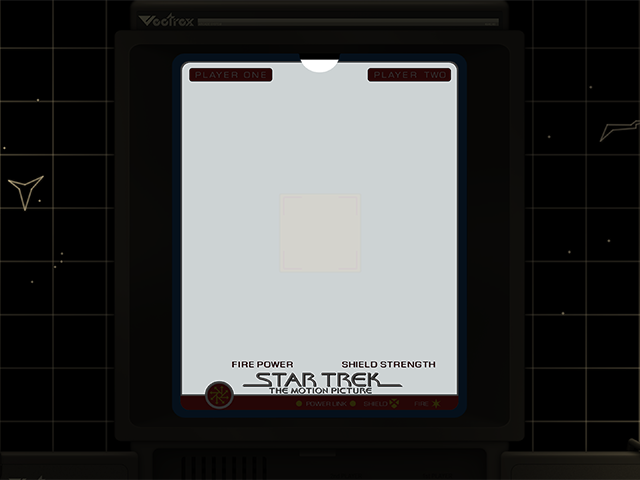 Vectrex
PLAYER ONE PLAYER TWO
FIRE POWER SHIELD STRENGTH
STAR TREK
THE MOTION PICTURE
POWER LINK SHIELD FIRE